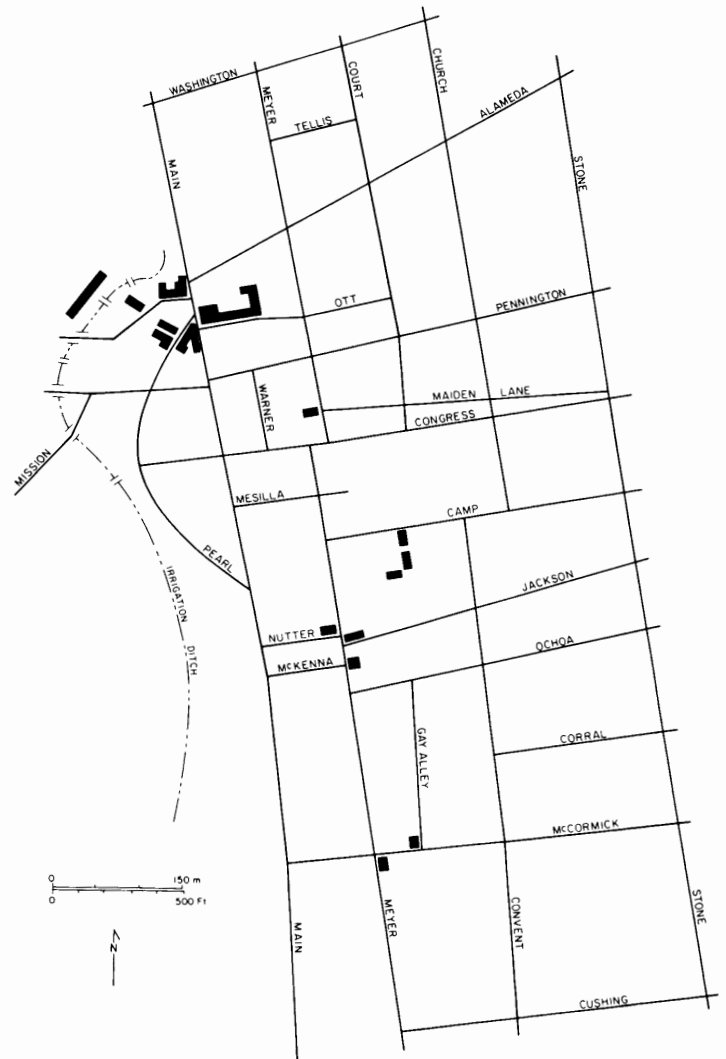 WASHINGTON
MEYER
COURT
CHURCH
TELLIS
ALAMEDA
MAIN
STONE
OTT
PENNINGTON
WARNER
MAIDEN LANE
CONGRESS
MISSION
MESILLA
CAMP
PEARL
IRRIGATION DITCH
JACKSON
NUTTER
OCHOA
McKENNA
GAY ALLEY
CORRAL
McCORMICK
0 150 m
0 500 Ft
N
MAIN
MEYER
CONVENT
STONE
CUSHING